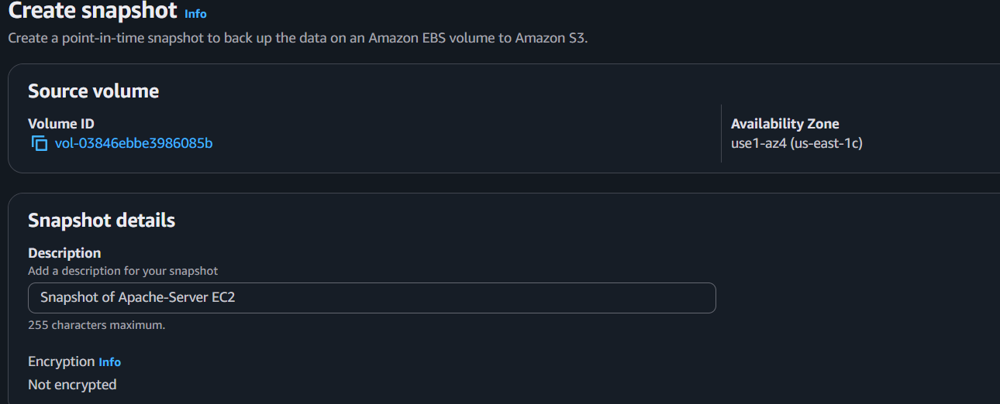 Create snapshot Info
Create a point-in-time snapshot to back up the data on an Amazon EBS volume to Amazon S3.
Source volume
Volume ID
vol-03846ebbe3986085b
Availability Zone
use1-az4 (us-east-1c)
Snapshot details
Description
Add a description for your snapshot
Snapshot of Apache-Server EC2
255 characters maximum.
Encryption Info
Not encrypted